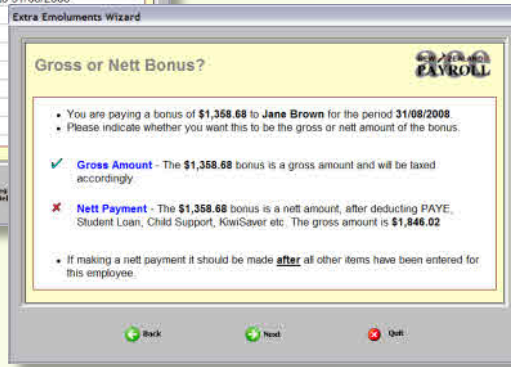 31/08/2008
Extra Emoluments Wizard
Gross or Nett Bonus?
NEW ZEALAND
PAYROLL
You are paying a bonus of $1,358.68 to Jane Brown for the period 31/08/2008.
Please indicate whether you want this to be the gross or nett amount of the bonus.
Gross Amount - The $1,358.68 bonus is a gross amount and will be taxed
accordingly.
Nett Payment - The $1,358.68 bonus is a nett amount, after deducting PAYE,
Student Loan, Child Support, KiwiSaver etc. The gross amount is $1,846.02
If making a nett payment it should be made after all other items have been entered for
this employee.
Back
Next
Quit